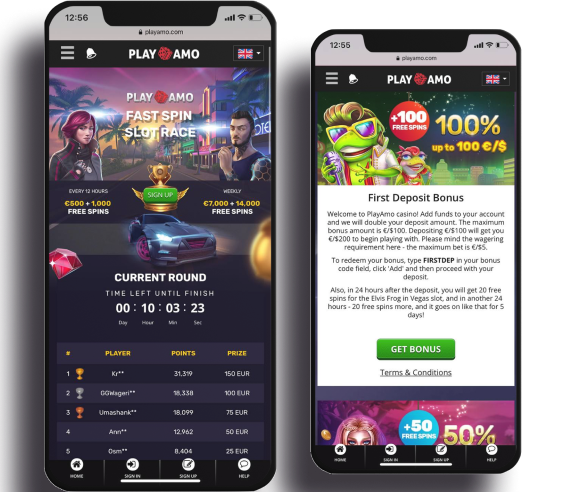 12:56
playamo.com
PLAY AMO
PLAY AMO
FAST SPIN
SLOT RACE
EVERY 12 HOURS
€500 + 1,000
FREE SPINS
SIGN UP
WEEKLY
€7,000 + 14,000
FREE SPINS
CURRENT ROUND
TIME LEFT UNTIL FINISH
00 : 10 : 03 : 23
Day Hour Min Sec
# PLAYER POINTS PRIZE
1 Kr** 31,319 150 EUR
2 GGWageri** 18,338 100 EUR
3 Umashank** 18,099 75 EUR
4 Ann** 12,962 50 EUR
5 Osm** 8,404 25 EUR
HOME SIGN IN SIGN UP HELP
12:55
playamo.com
PLAY AMO
+100
FREE SPINS
100%
up to 100 €/$
First Deposit Bonus
Welcome to PlayAmo casino! Add funds to your account
and we will double your deposit amount. The maximum
bonus amount is €/$100. Depositing €/$100 will get you
€/$200 to begin playing with. Please mind the wagering
requirement here - the maximum bet is €/$5.
To redeem your bonus, type FIRSTDEP in your bonus
code field, click 'Add' and then proceed with your
deposit.
Also, in 24 hours after the deposit, you will get 20 free
spins for the Elvis Frog in Vegas slot, and in another 24
hours - 20 free spins more, and it goes on like that for 5
days!
GET BONUS
Terms & Conditions
+50
FREE SPINS
50%
HOME SIGN IN SIGN UP HELP